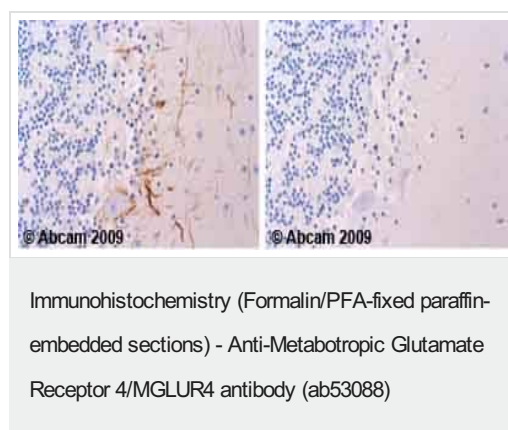 © Abcam 2009
© Abcam 2009
Immunohistochemistry (Formalin/PFA-fixed paraffin-
embedded sections) - Anti-Metabotropic Glutamate
Receptor 4/MGLUR4 antibody (ab53088)